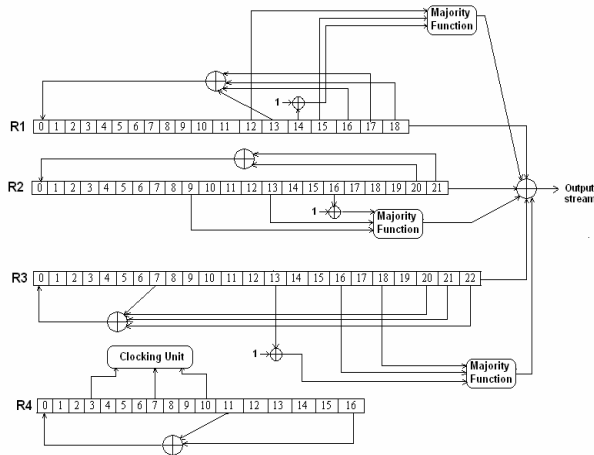 Majority
Function
1
R1 0 1 2 3 4 5 6 7 8 9 10 11 12 13 14 15 16 17 18
R2 0 1 2 3 4 5 6 7 8 9 10 11 12 13 14 15 16 17 18 19 20 21
Output
stream
1
Majority
Function
R3 0 1 2 3 4 5 6 7 8 9 10 11 12 13 14 15 16 17 18 19 20 21 22
1
Clocking Unit
Majority
Function
R4 0 1 2 3 4 5 6 7 8 9 10 11 12 13 14 15 16